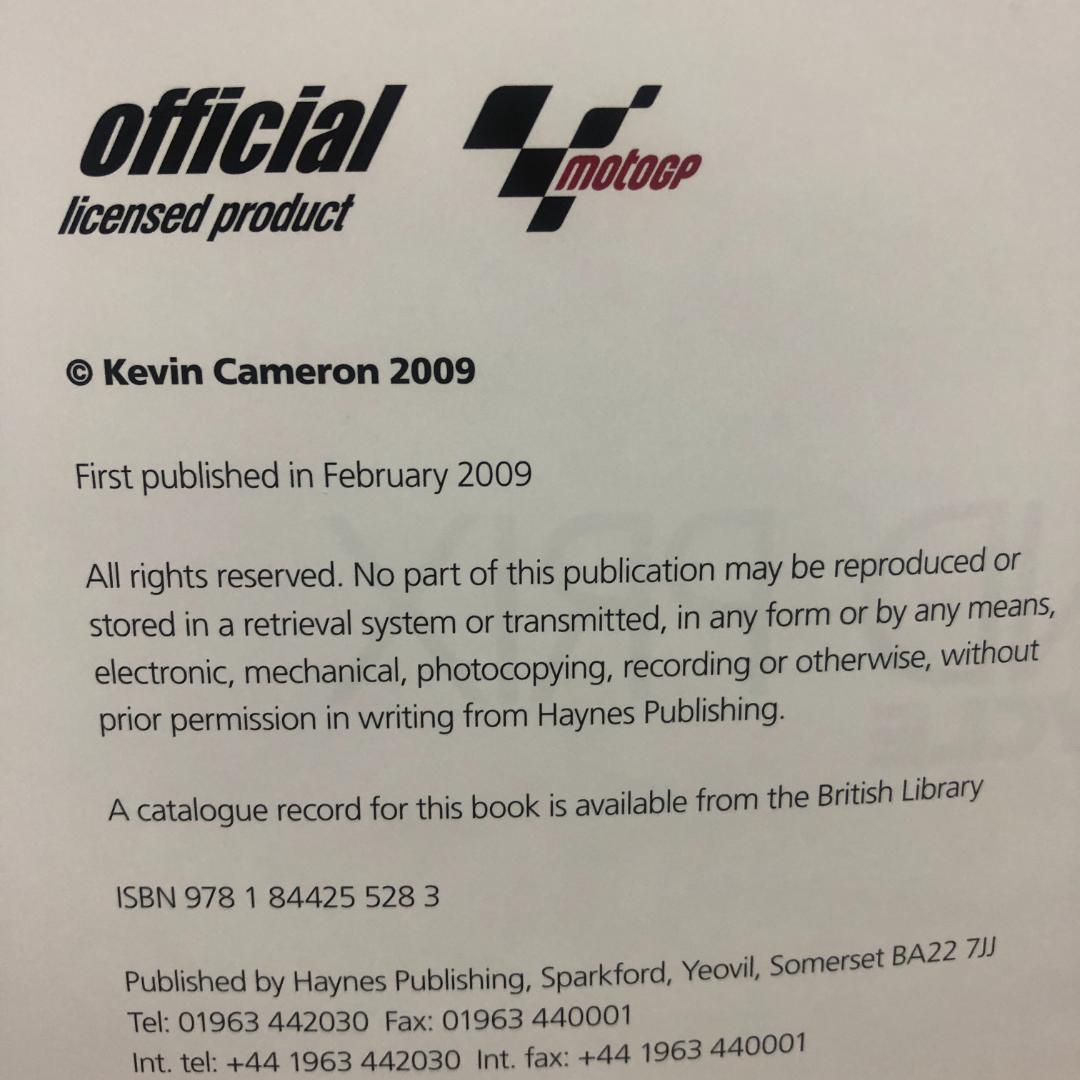 official
licensed product
motoGP
© Kevin Cameron 2009
First published in February 2009
All rights reserved. No part of this publication may be reproduced or
stored in a retrieval system or transmitted, in any form or by any means,
electronic, mechanical, photocopying, recording or otherwise, without
prior permission in writing from Haynes Publishing.
A catalogue record for this book is available from the British Library
ISBN 978 1 84425 528 3
Published by Haynes Publishing, Sparkford, Yeovil, Somerset BA22 7JJ
Tel: 01963 442030 Fax: 01963 440001
Int. tel: +44 1963 442030 Int. fax: +44 1963 440001